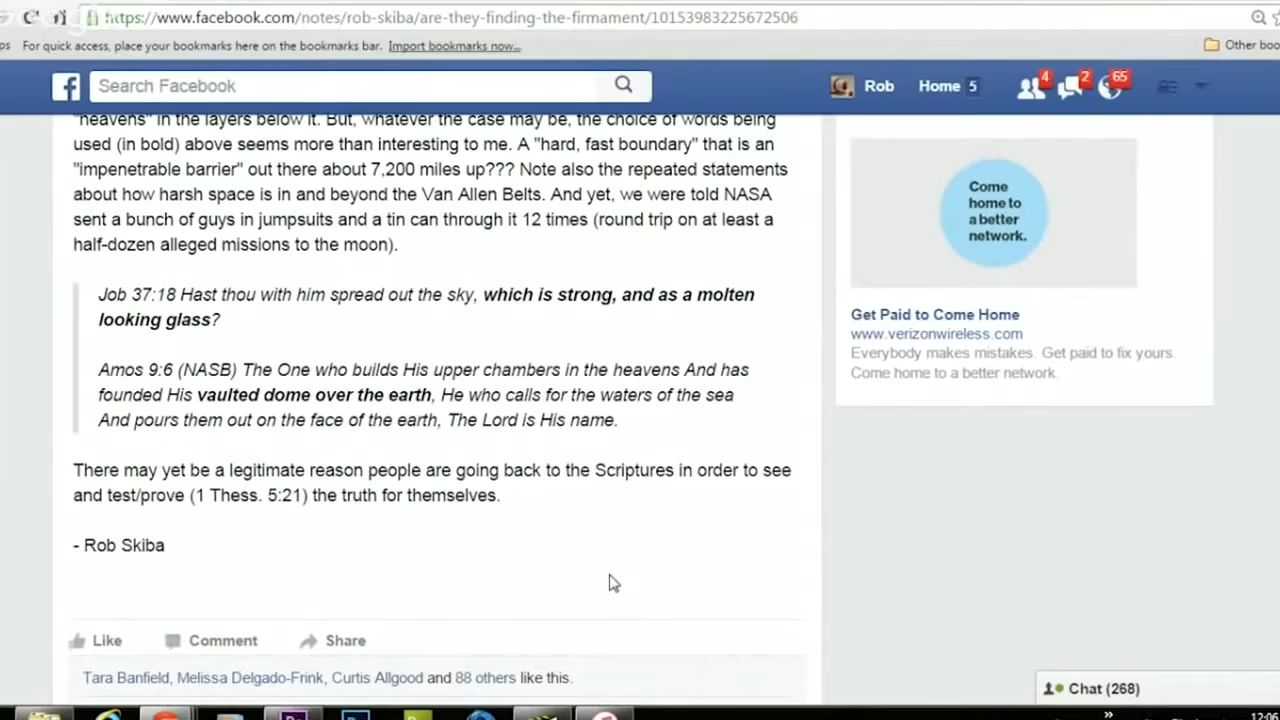 https://www.facebook.com/notes/rob-skiba/are-they-finding-the-firmament/10153983225672506
For quick access, place your bookmarks here on the bookmarks bar. Import bookmarks now...
Other boo
Search Facebook
Rob
Home 5
4
2
65
"heavens" in the layers below it. But, whatever the case may be, the choice of words being
used (in bold) above seems more than interesting to me. A "hard, fast boundary" that is an
"impenetrable barrier" out there about 7,200 miles up??? Note also the repeated statements
about how harsh space is in and beyond the Van Allen Belts. And yet, we were told NASA
sent a bunch of guys in jumpsuits and a tin can through it 12 times (round trip on at least a
half-dozen alleged missions to the moon).
Job 37:18 Hast thou with him spread out the sky, which is strong, and as a molten
looking glass?
Amos 9:6 (NASB) The One who builds His upper chambers in the heavens And has
founded His vaulted dome over the earth, He who calls for the waters of the sea
And pours them out on the face of the earth, The Lord is His name.
There may yet be a legitimate reason people are going back to the Scriptures in order to see
and test/prove (1 Thess. 5:21) the truth for themselves.
- Rob Skiba
Like
Comment
Share
Tara Banfield, Melissa Delgado-Frink, Curtis Allgood and 88 others like this.
Come
home to
a better
network.
Get Paid to Come Home
www.verizonwireless.com
Everybody makes mistakes. Get paid to fix yours.
Come home to a better network.
Chat (268)